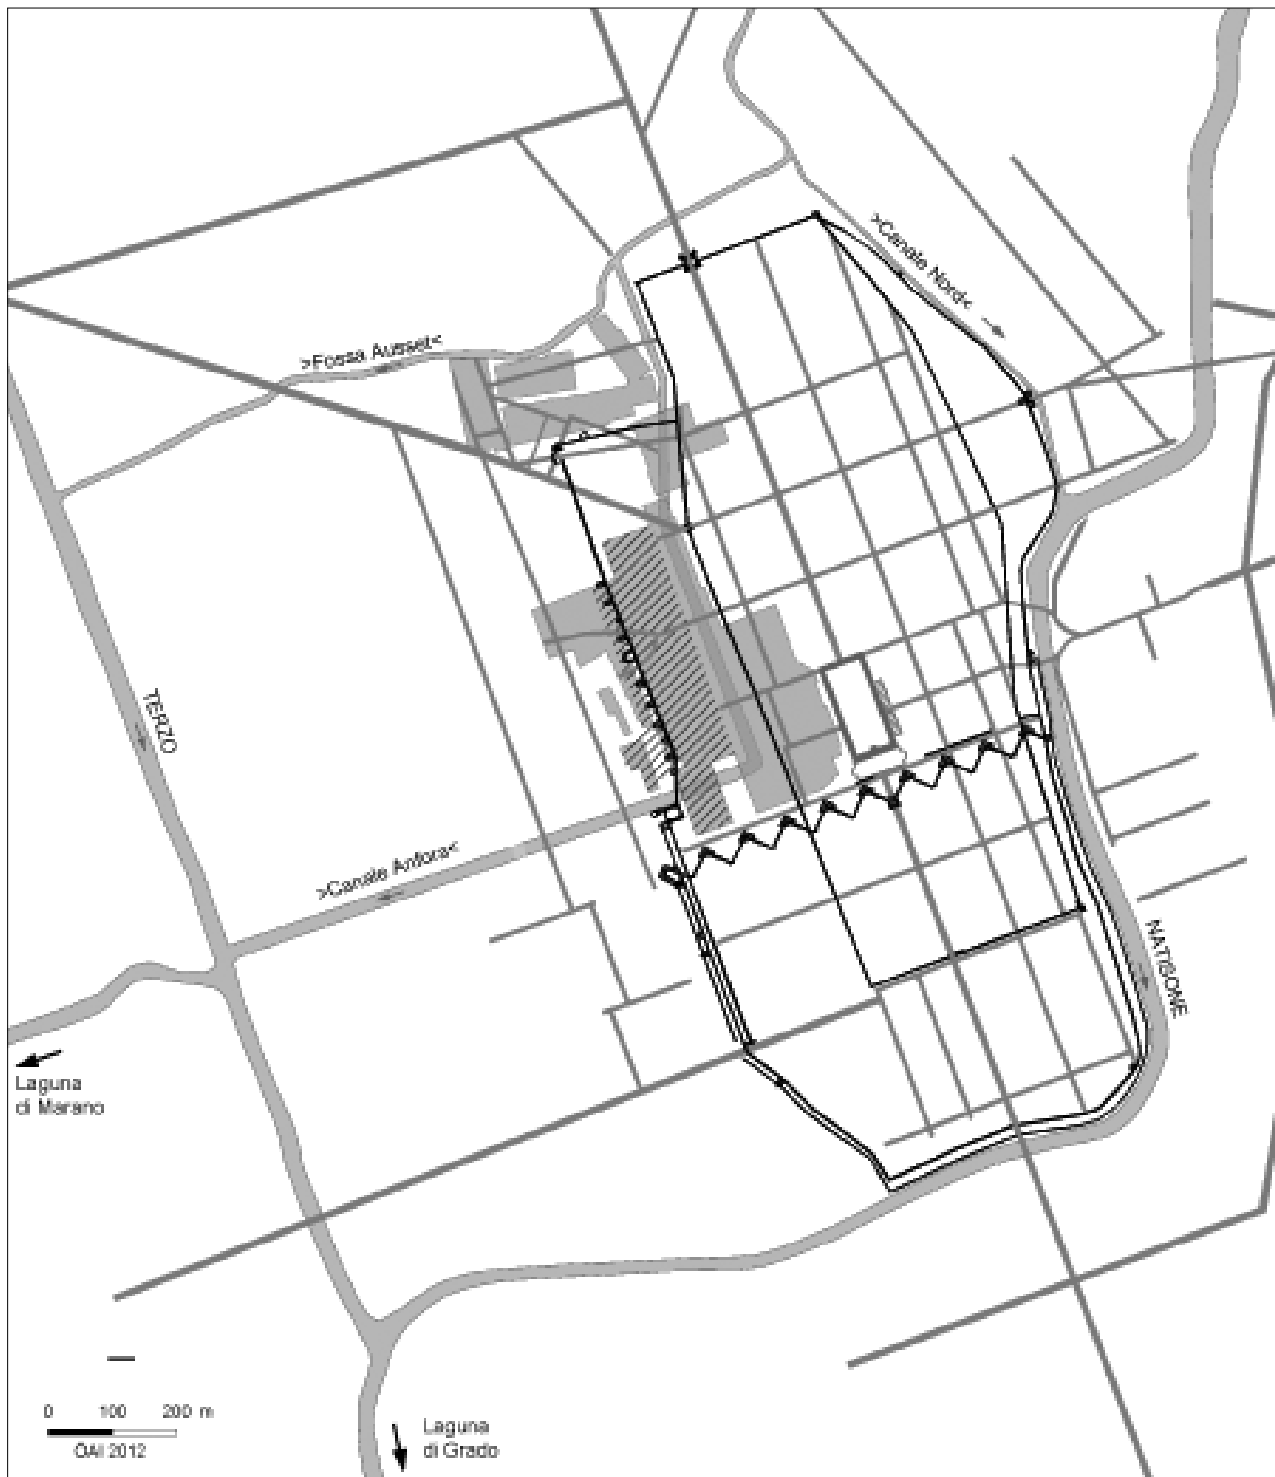 >Canale Nord<
>Fossa Ausset<
TERZO
>Canale Anfora<
NATISONE
Laguna
di Marano
0 100 200 m
ÖAI 2012
Laguna
di Grado